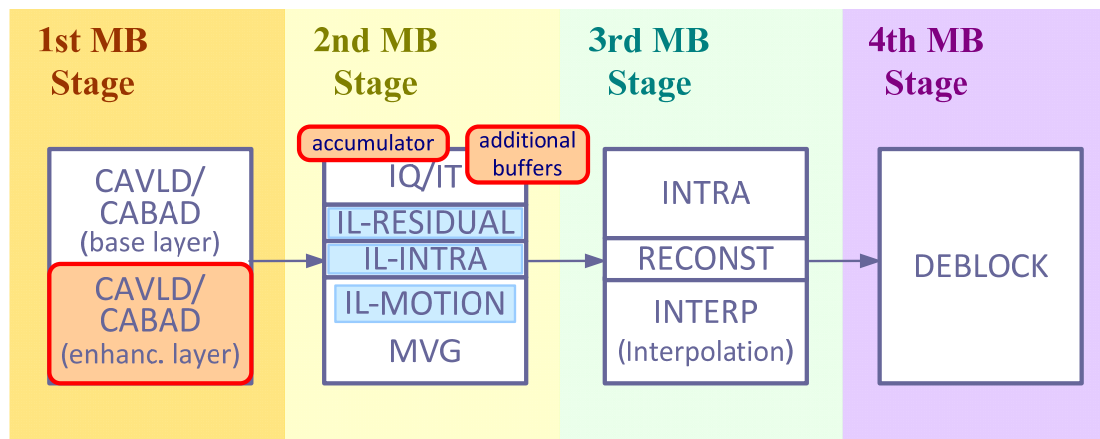 1st MB
Stage
2nd MB
Stage
3rd MB
Stage
4th MB
Stage
CAVLD/
CABAD
(base layer)
CAVLD/
CABAD
(enhanc. layer)
accumulator
additional
buffers
IQ/IT
IL-RESIDUAL
IL-INTRA
IL-MOTION
MVG
INTRA
RECONST
INTERP
(Interpolation)
DEBLOCK